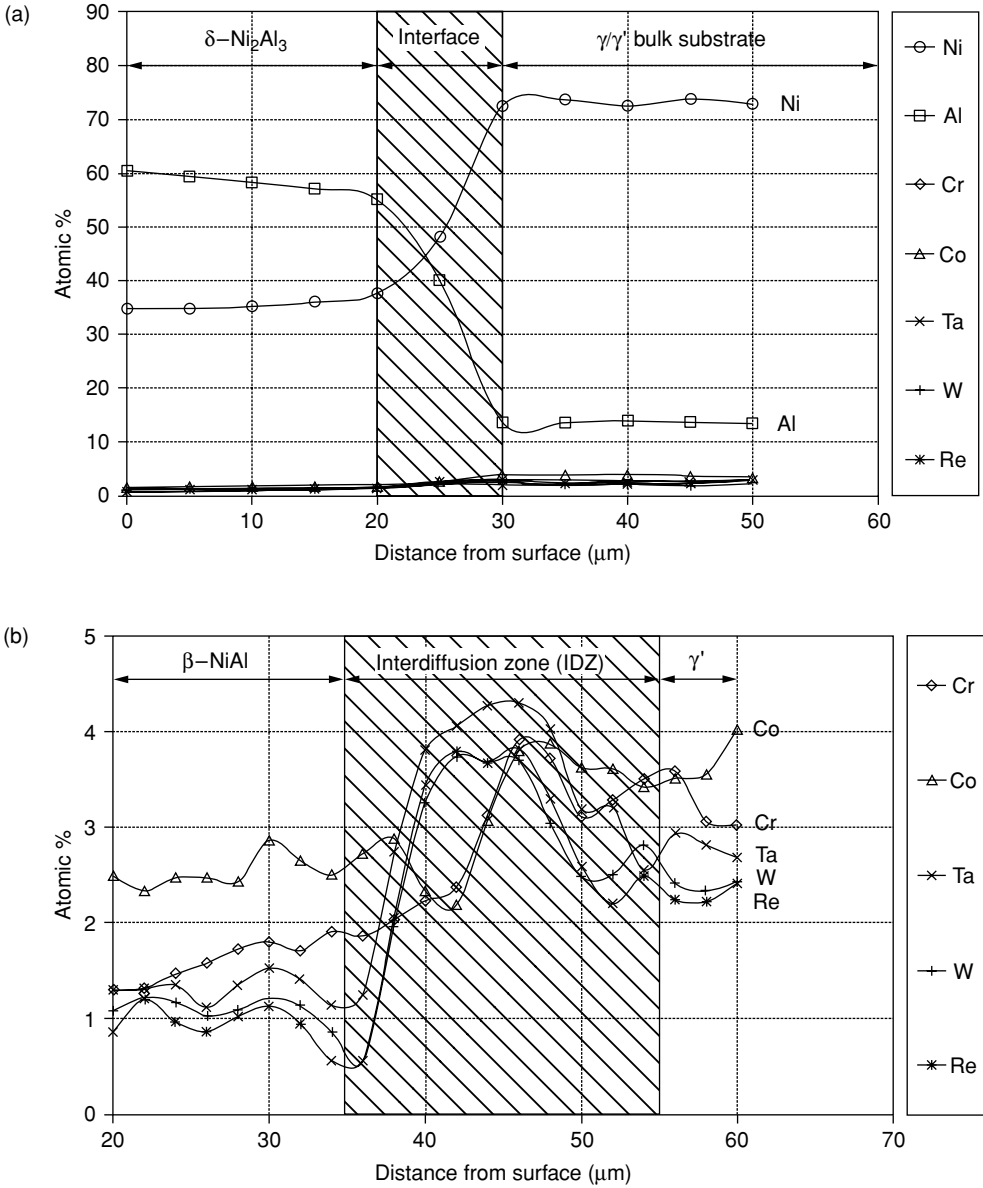 (a)
90
80
70
60
50
40
30
20
10
0
Atomic %
δ–Ni₂Al₃
Interface
γ/γ' bulk substrate
Ni
Al
0 10 20 30 40 50 60
Distance from surface (μm)
Ni
Al
Cr
Co
Ta
W
Re
(b)
5
4
3
2
1
0
Atomic %
β–NiAl
Interdiffusion zone (IDZ)
γ'
Co
Cr
Ta
W
Re
20 30 40 50 60 70
Distance from surface (μm)
Cr
Co
Ta
W
Re